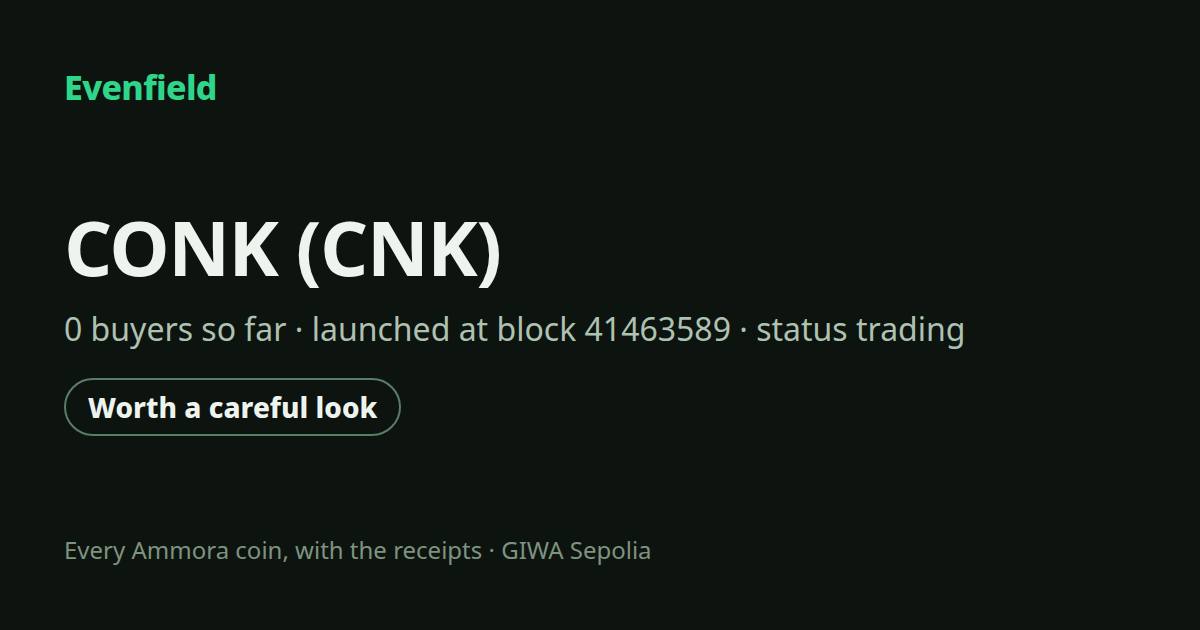 Evenfield
CONK (CNK)
0 buyers so far · launched at block 41463589 · status trading
Worth a careful look
Every Ammora coin, with the receipts · GIWA Sepolia